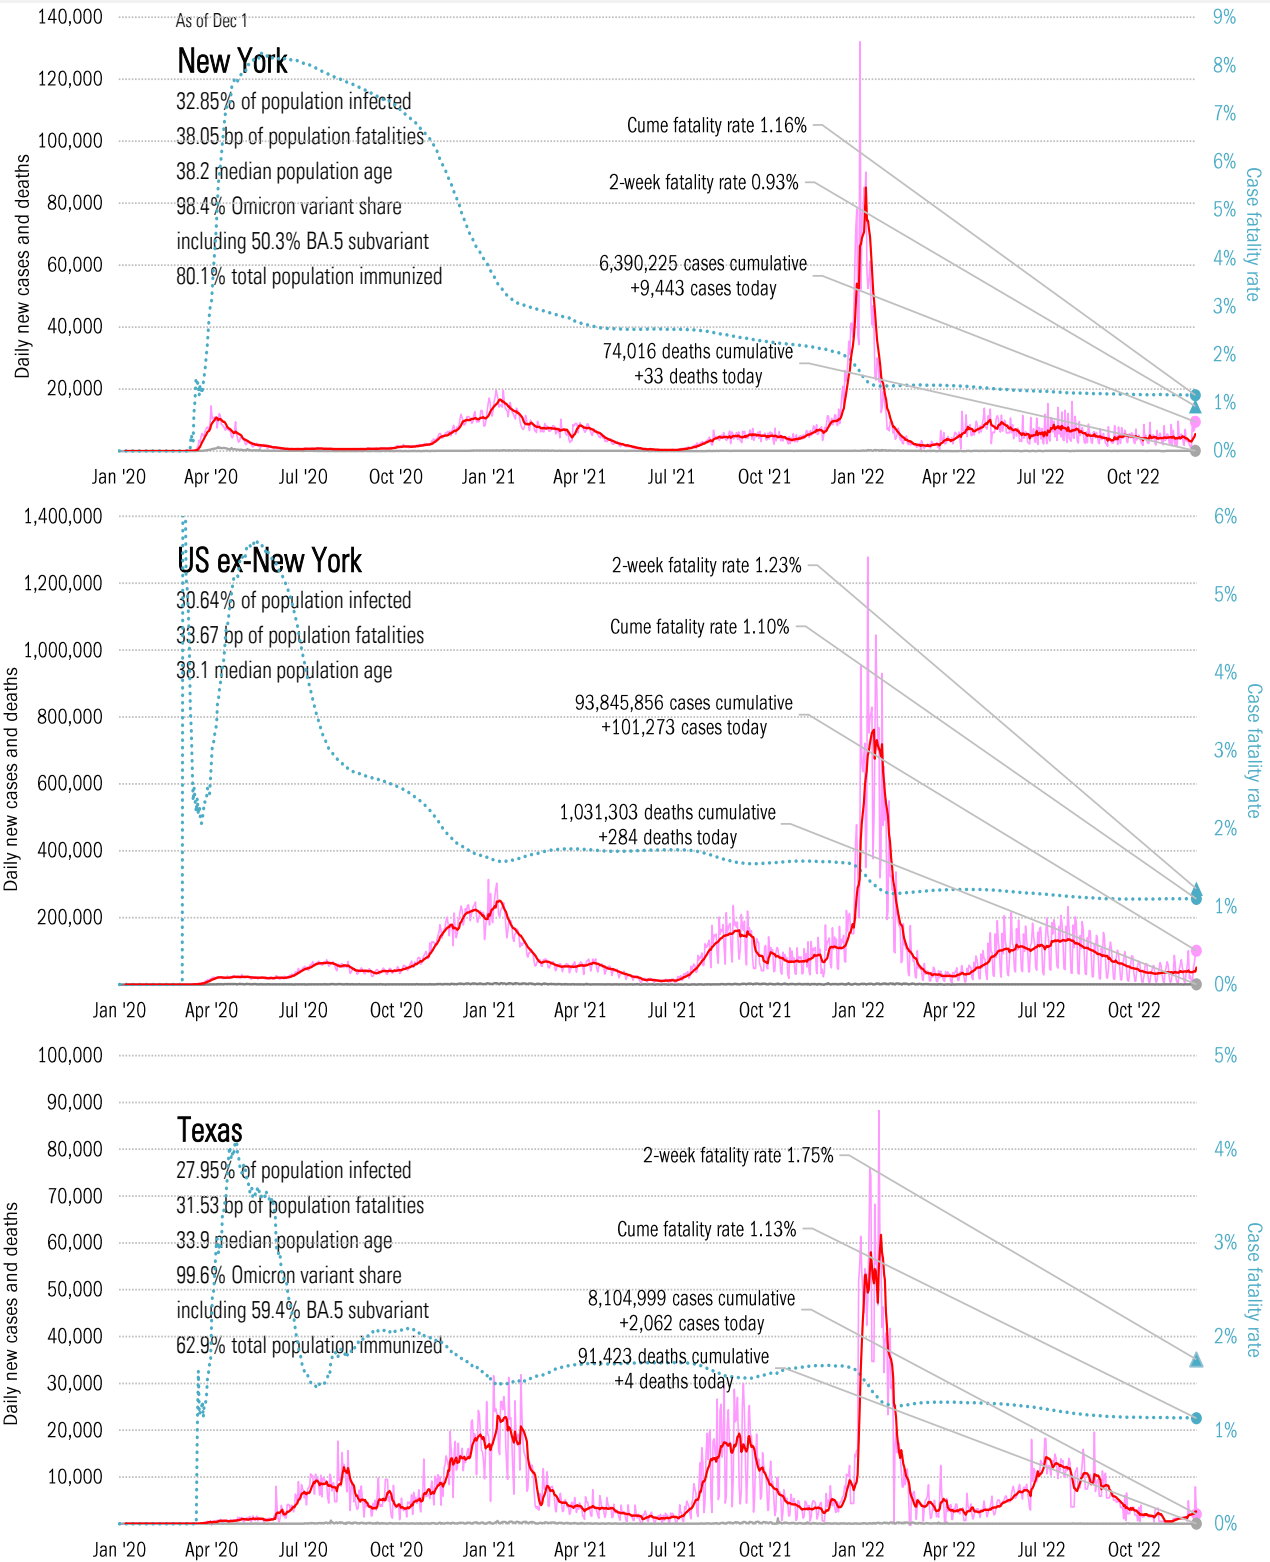 140,000
As of Dec 1
9%
New York
120,000
8%
32.85% of population infected
7%
38.05 bp of population fatalities
Cume fatality rate 1.16%
100,000
6%
38.2 median population age
2-week fatality rate 0.93%
80,000
5%
98.4% Omicron variant share
including 50.3% BA.5 subvariant
60,000
4%
80.1% total population immunized
6,390,225 cases cumulative
+9,443 cases today
3%
40,000
2%
74,016 deaths cumulative
+33 deaths today
20,000
1%
0%
Daily new cases and deaths
Case fatality rate
Jan '20 Apr '20 Jul '20 Oct '20 Jan '21 Apr '21 Jul '21 Oct '21 Jan '22 Apr '22 Jul '22 Oct '22
1,400,000
6%
US ex-New York
2-week fatality rate 1.23%
1,200,000
5%
30.64% of population infected
33.67 bp of population fatalities
Cume fatality rate 1.10%
1,000,000
38.1 median population age
4%
800,000
93,845,856 cases cumulative
+101,273 cases today
3%
600,000
1,031,303 deaths cumulative
+284 deaths today
2%
400,000
200,000
1%
0%
Daily new cases and deaths
Case fatality rate
Jan '20 Apr '20 Jul '20 Oct '20 Jan '21 Apr '21 Jul '21 Oct '21 Jan '22 Apr '22 Jul '22 Oct '22
100,000
5%
90,000
Texas
80,000
4%
2-week fatality rate 1.75%
27.95% of population infected
70,000
31.53 bp of population fatalities
Cume fatality rate 1.13%
60,000
3%
33.9 median population age
99.6% Omicron variant share
50,000
8,104,999 cases cumulative
+2,062 cases today
including 59.4% BA.5 subvariant
40,000
2%
62.9% total population immunized
91,423 deaths cumulative
+4 deaths today
30,000
20,000
1%
10,000
0%
Daily new cases and deaths
Case fatality rate
Jan '20 Apr '20 Jul '20 Oct '20 Jan '21 Apr '21 Jul '21 Oct '21 Jan '22 Apr '22 Jul '22 Oct '22